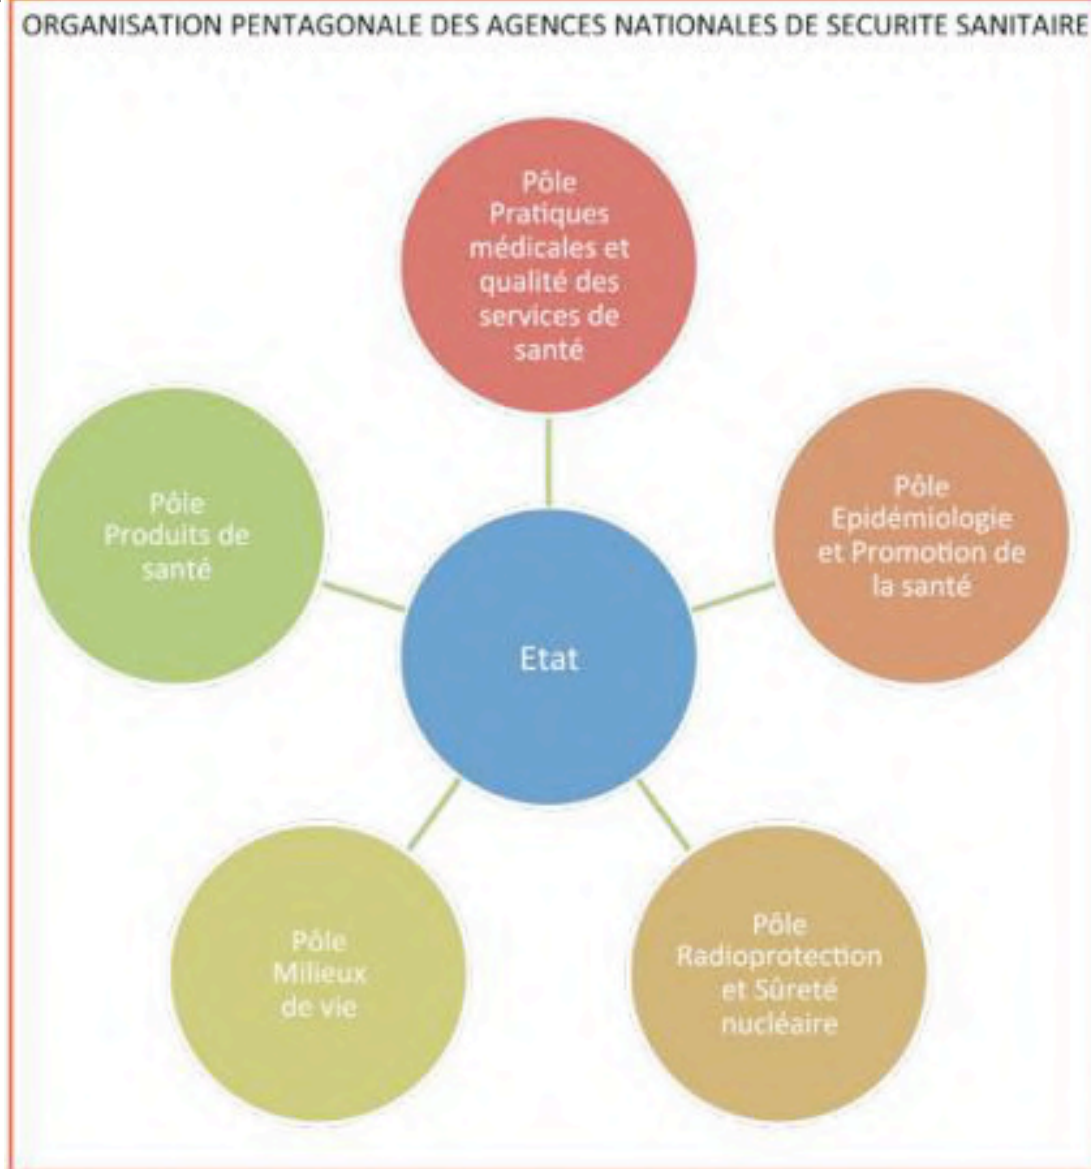 ORGANISATION PENTAGONALE DES AGENCES NATIONALES DE SECURITE SANITAIRE
Pôle
Pratiques
médicales et
qualité des
services de
santé
Pôle
Epidémiologie
et Promotion de
la santé
Pôle
Radioprotection
et Sûreté
nucléaire
Pôle
Milieux
de vie
Pôle
Produits de
santé
Etat